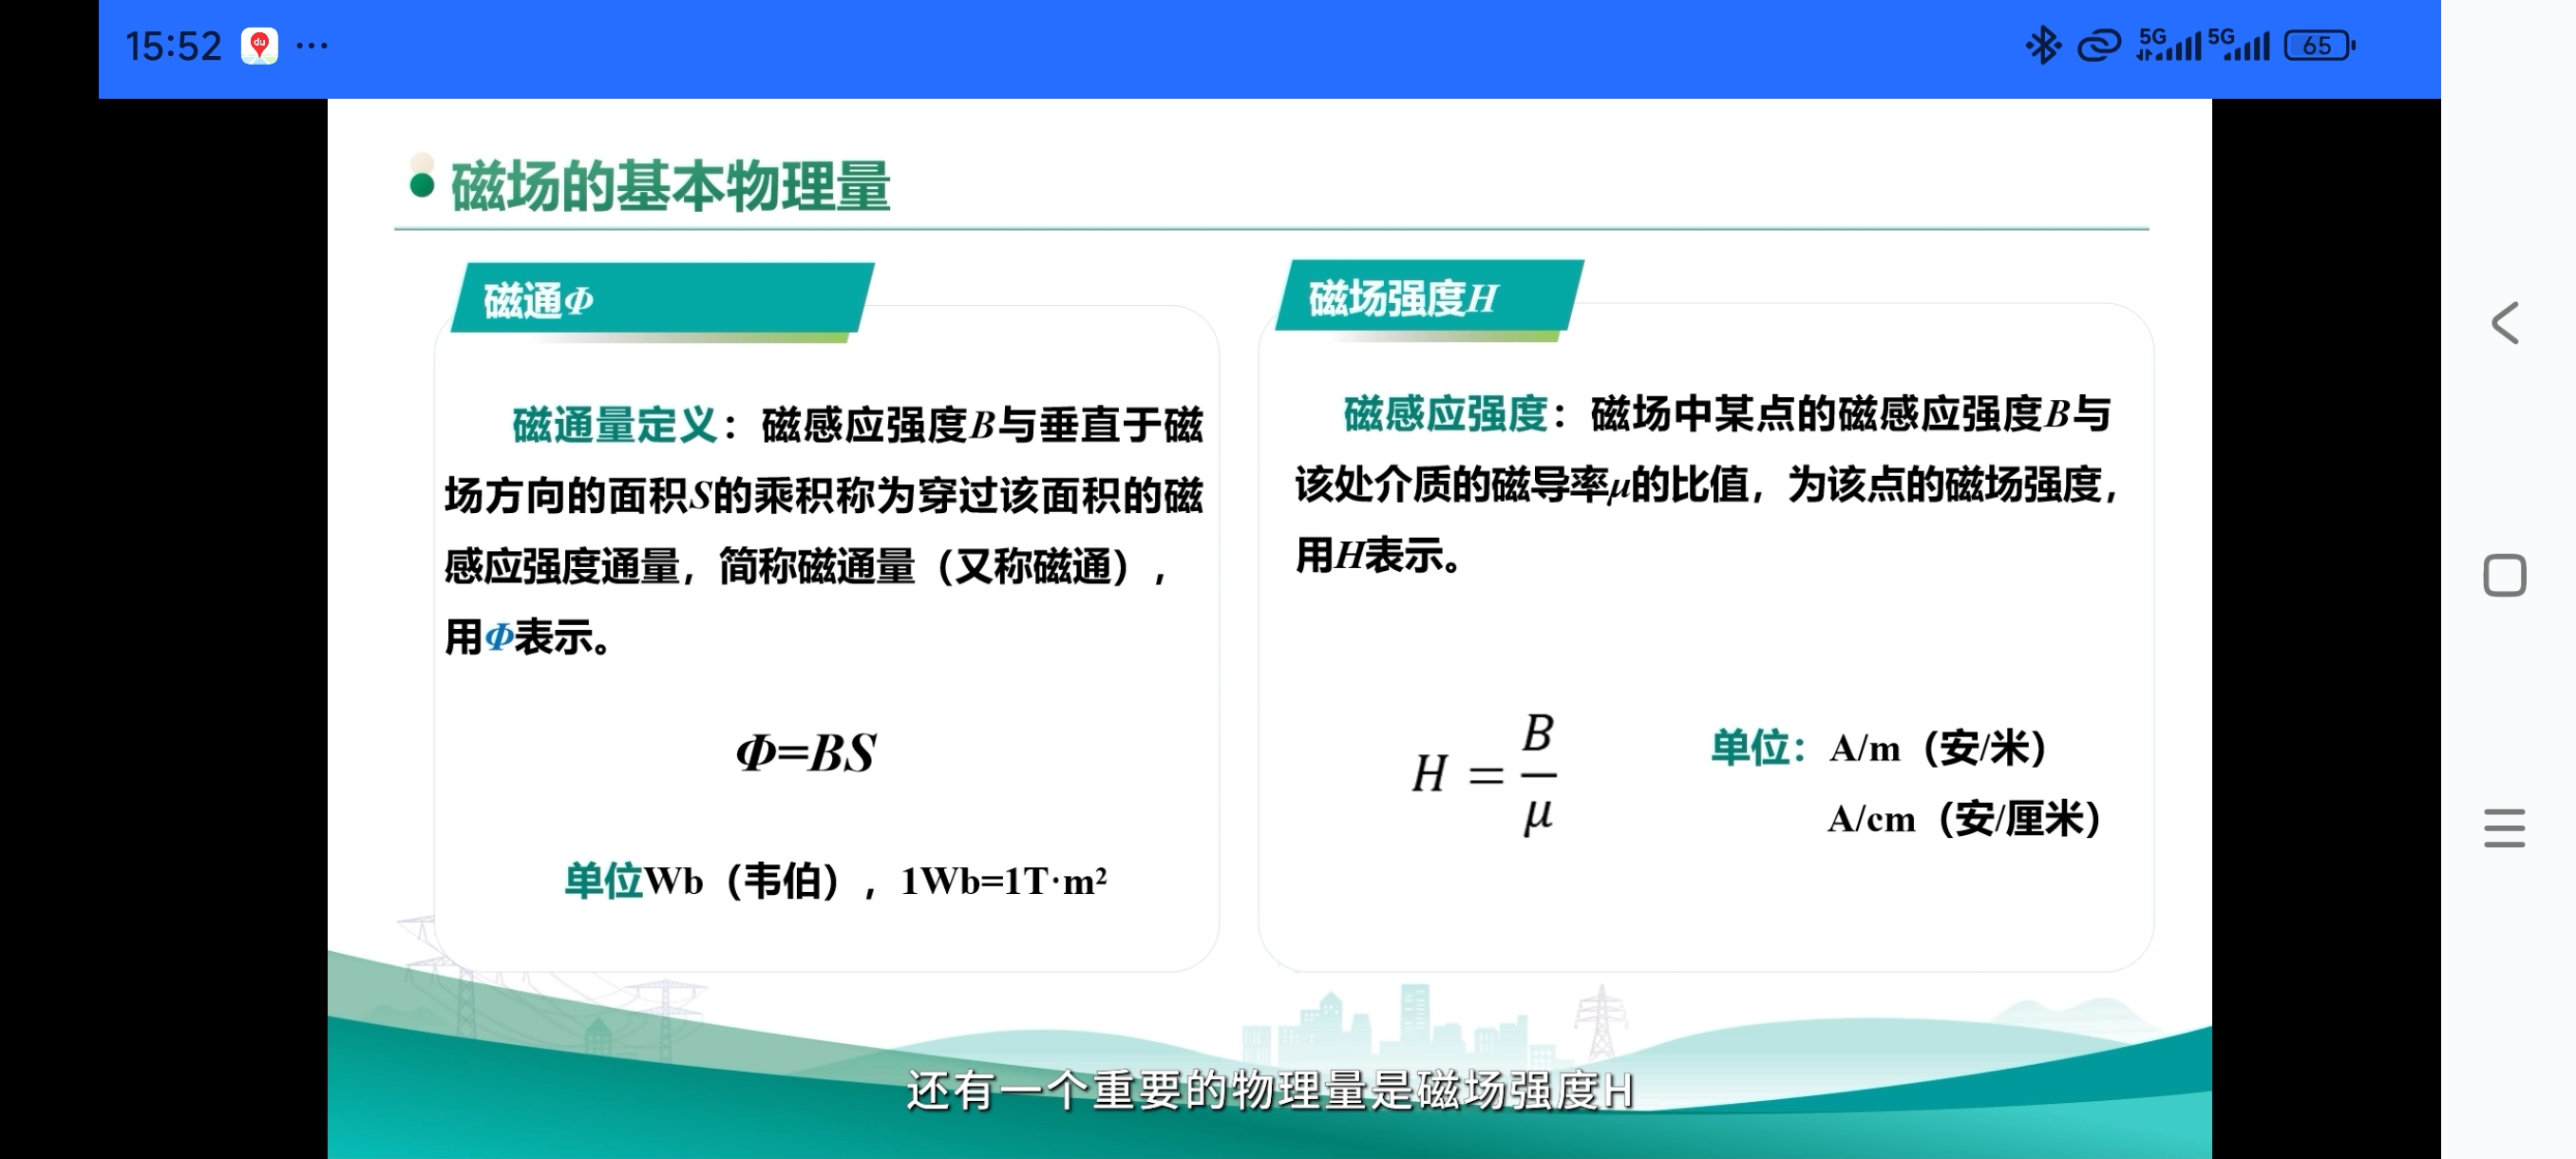 15:52
du
...
5G
5G
65
磁场的基本物理量
磁通Φ
磁通量定义：磁感应强度B与垂直于磁
场方向的面积S的乘积称为穿过该面积的磁
感应强度通量，简称磁通量（又称磁通），
用Φ表示。
Φ=BS
单位Wb（韦伯），1Wb=1T·m²
磁场强度H
磁感应强度：磁场中某点的磁感应强度B与
该处介质的磁导率μ的比值，为该点的磁场强度，
用H表示。
H = B/μ
单位：A/m（安/米）
A/cm（安/厘米）
还有一个重要的物理量是磁场强度H